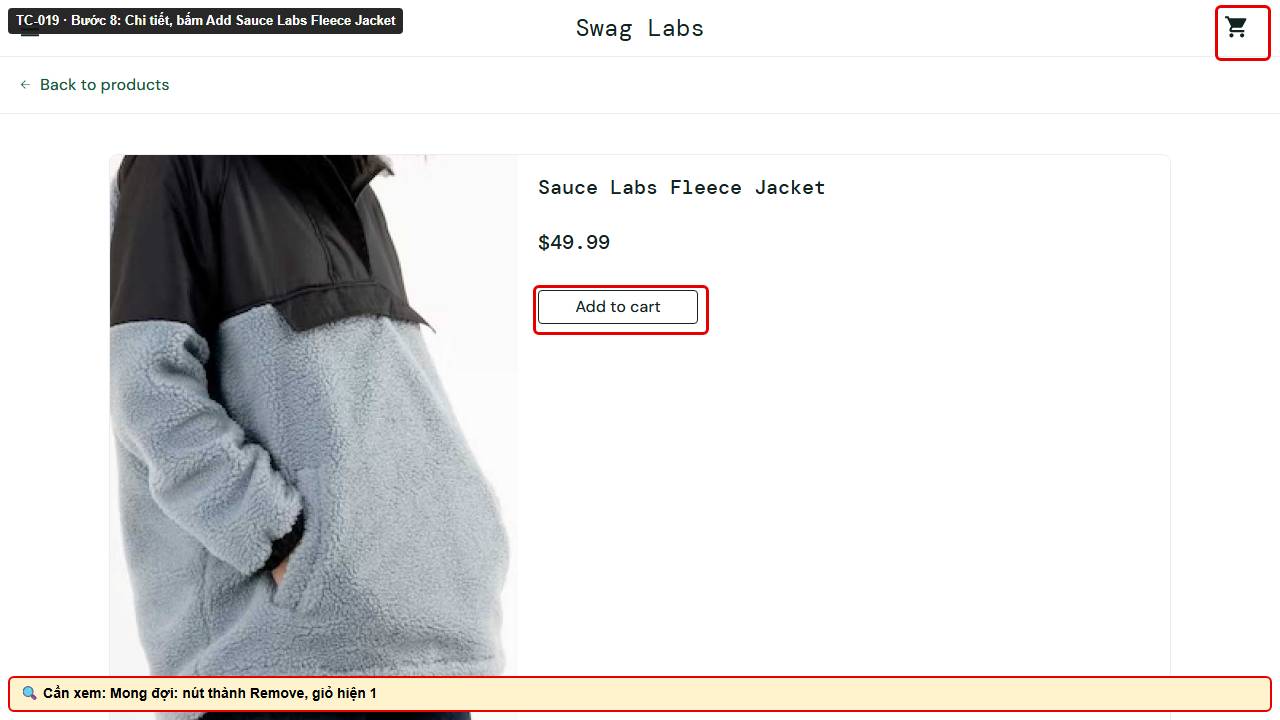 TC-019 · Bước 8: Chi tiết, bấm Add Sauce Labs Fleece Jacket
Swag Labs
Back to products
Sauce Labs Fleece Jacket
$49.99
Add to cart
Cần xem: Mong đợi: nút thành Remove, giỏ hiện 1